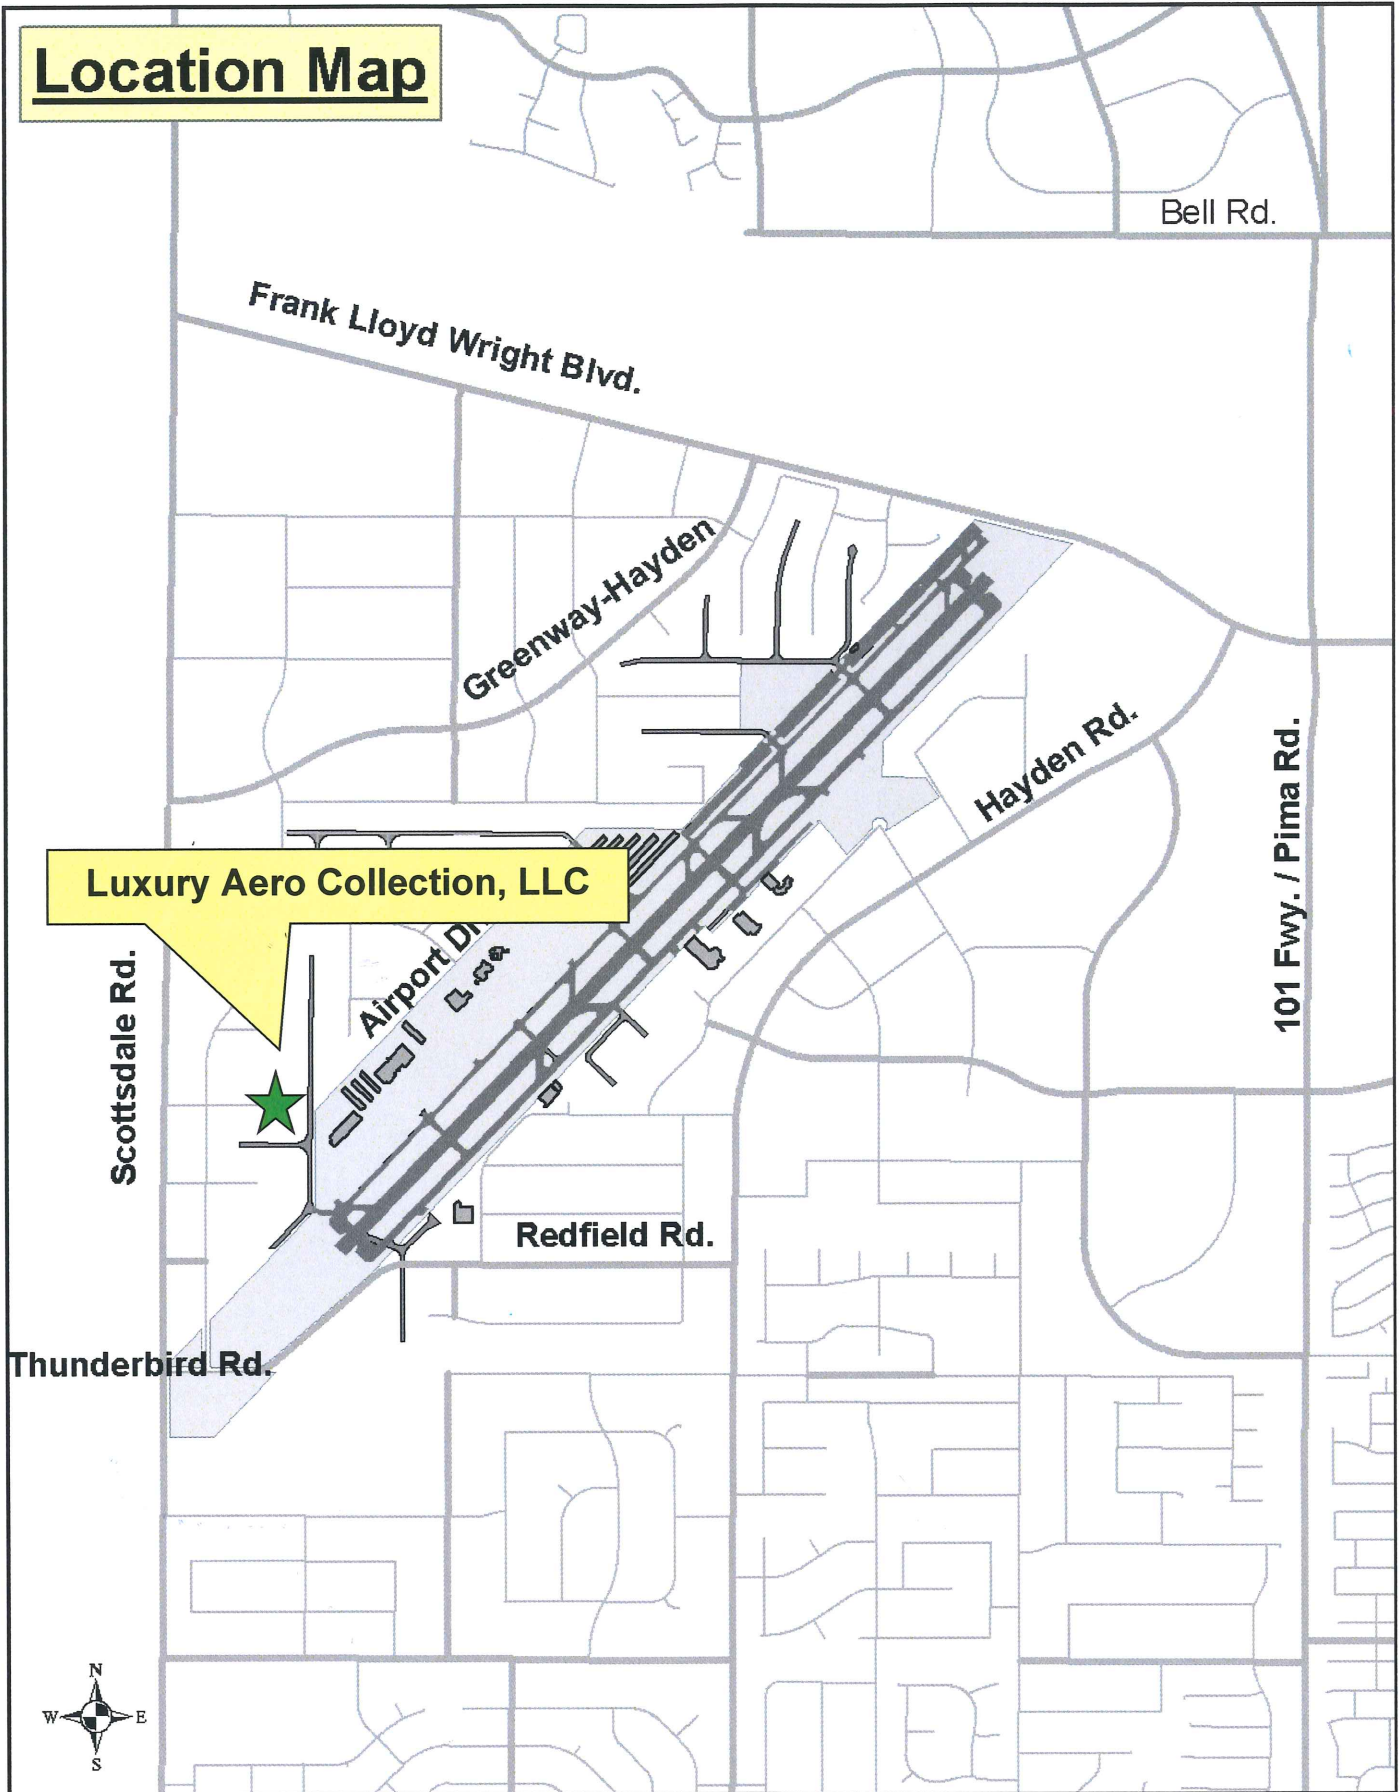 Location Map
Bell Rd.
Frank Lloyd Wright Blvd.
Greenway-Hayden
Hayden Rd.
101 Fwy. / Pima Rd.
Luxury Aero Collection, LLC
Airport
Scottsdale Rd.
Redfield Rd.
Thunderbird Rd.
N
W E
S